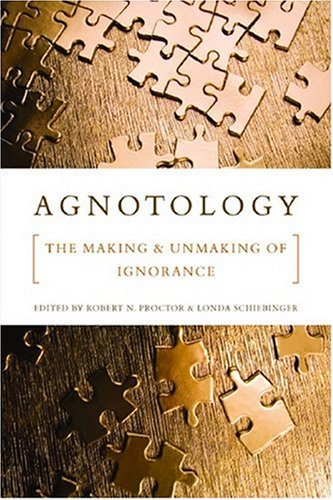 AGNOTOLOGY
[ THE MAKING & UNMAKING OF
IGNORANCE ]
EDITED BY ROBERT N. PROCTOR & LONDA SCHIEBINGER